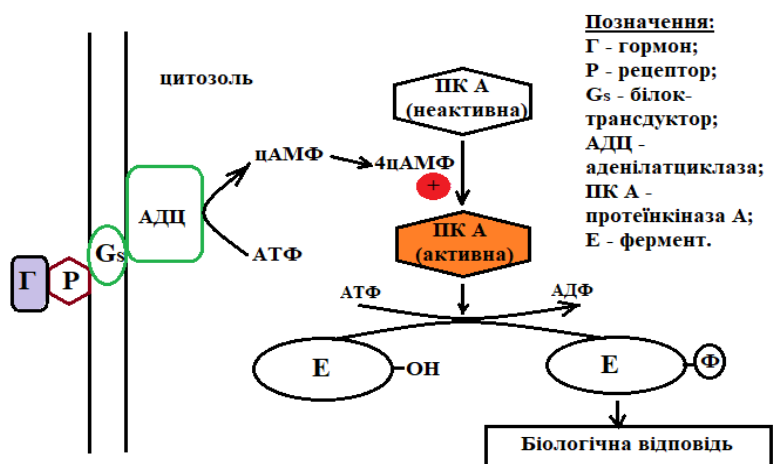 цитозоль
Г
Р
Gs
АДЦ
цАМФ
АТФ
4цАМФ
+
ПК А
(неактивна)
ПК А
(активна)
АТФ
АДФ
Е
ОН
Е
Ф
Біологічна відповідь
Позначення:
Г - гормон;
Р - рецептор;
Gs - білок-
трансдуктор;
АДЦ -
аденілатциклаза;
ПК А -
протеїнкіназа А;
Е - фермент.